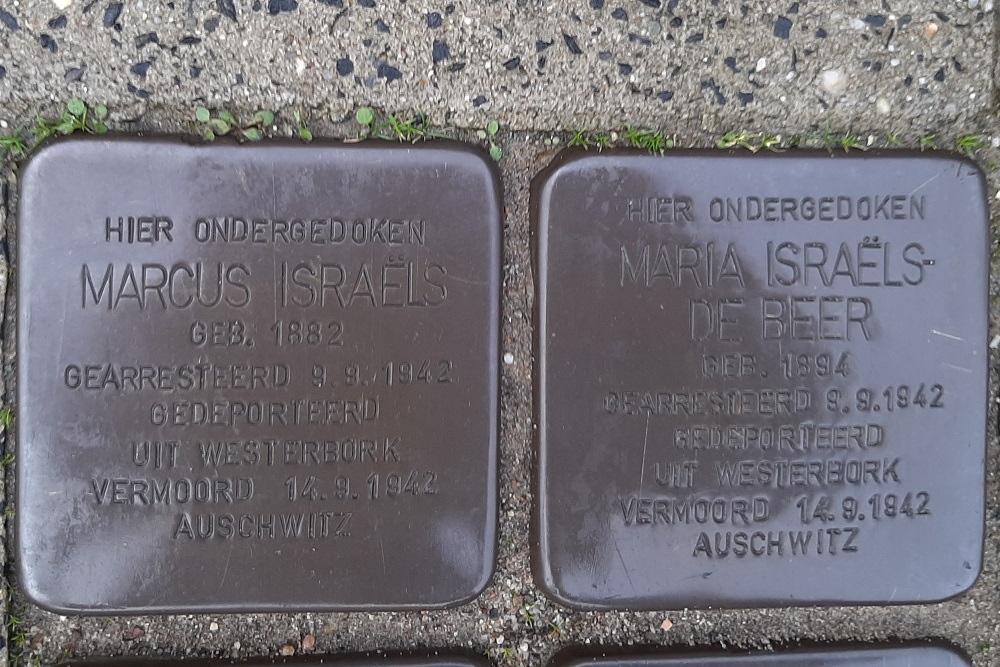 HIER ONDERGEDOKEN
MARCUS ISRAËLS
GEB. 1882
GEARRESTEERD 9.9.1942
GEDEPORTEERD
UIT WESTERBORK
VERMOORD 14.9.1942
AUSCHWITZ
HIER ONDERGEDOKEN
MARIA ISRAËLS-
DE BEER
GEB. 1894
GEARRESTEERD 9.9.1942
GEDEPORTEERD
UIT WESTERBORK
VERMOORD 14.9.1942
AUSCHWITZ